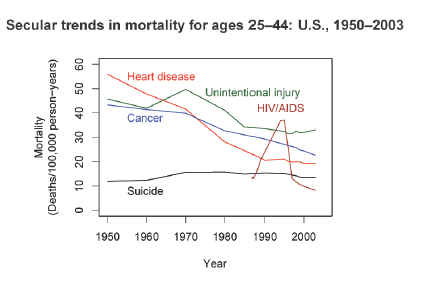 Secular trends in mortality for ages 25–44: U.S., 1950–2003
60
50
40
30
20
10
0
Mortality
(Deaths/100,000 person–years)
Heart disease
Unintentional injury
HIV/AIDS
Cancer
Suicide
1950 1960 1970 1980 1990 2000
Year